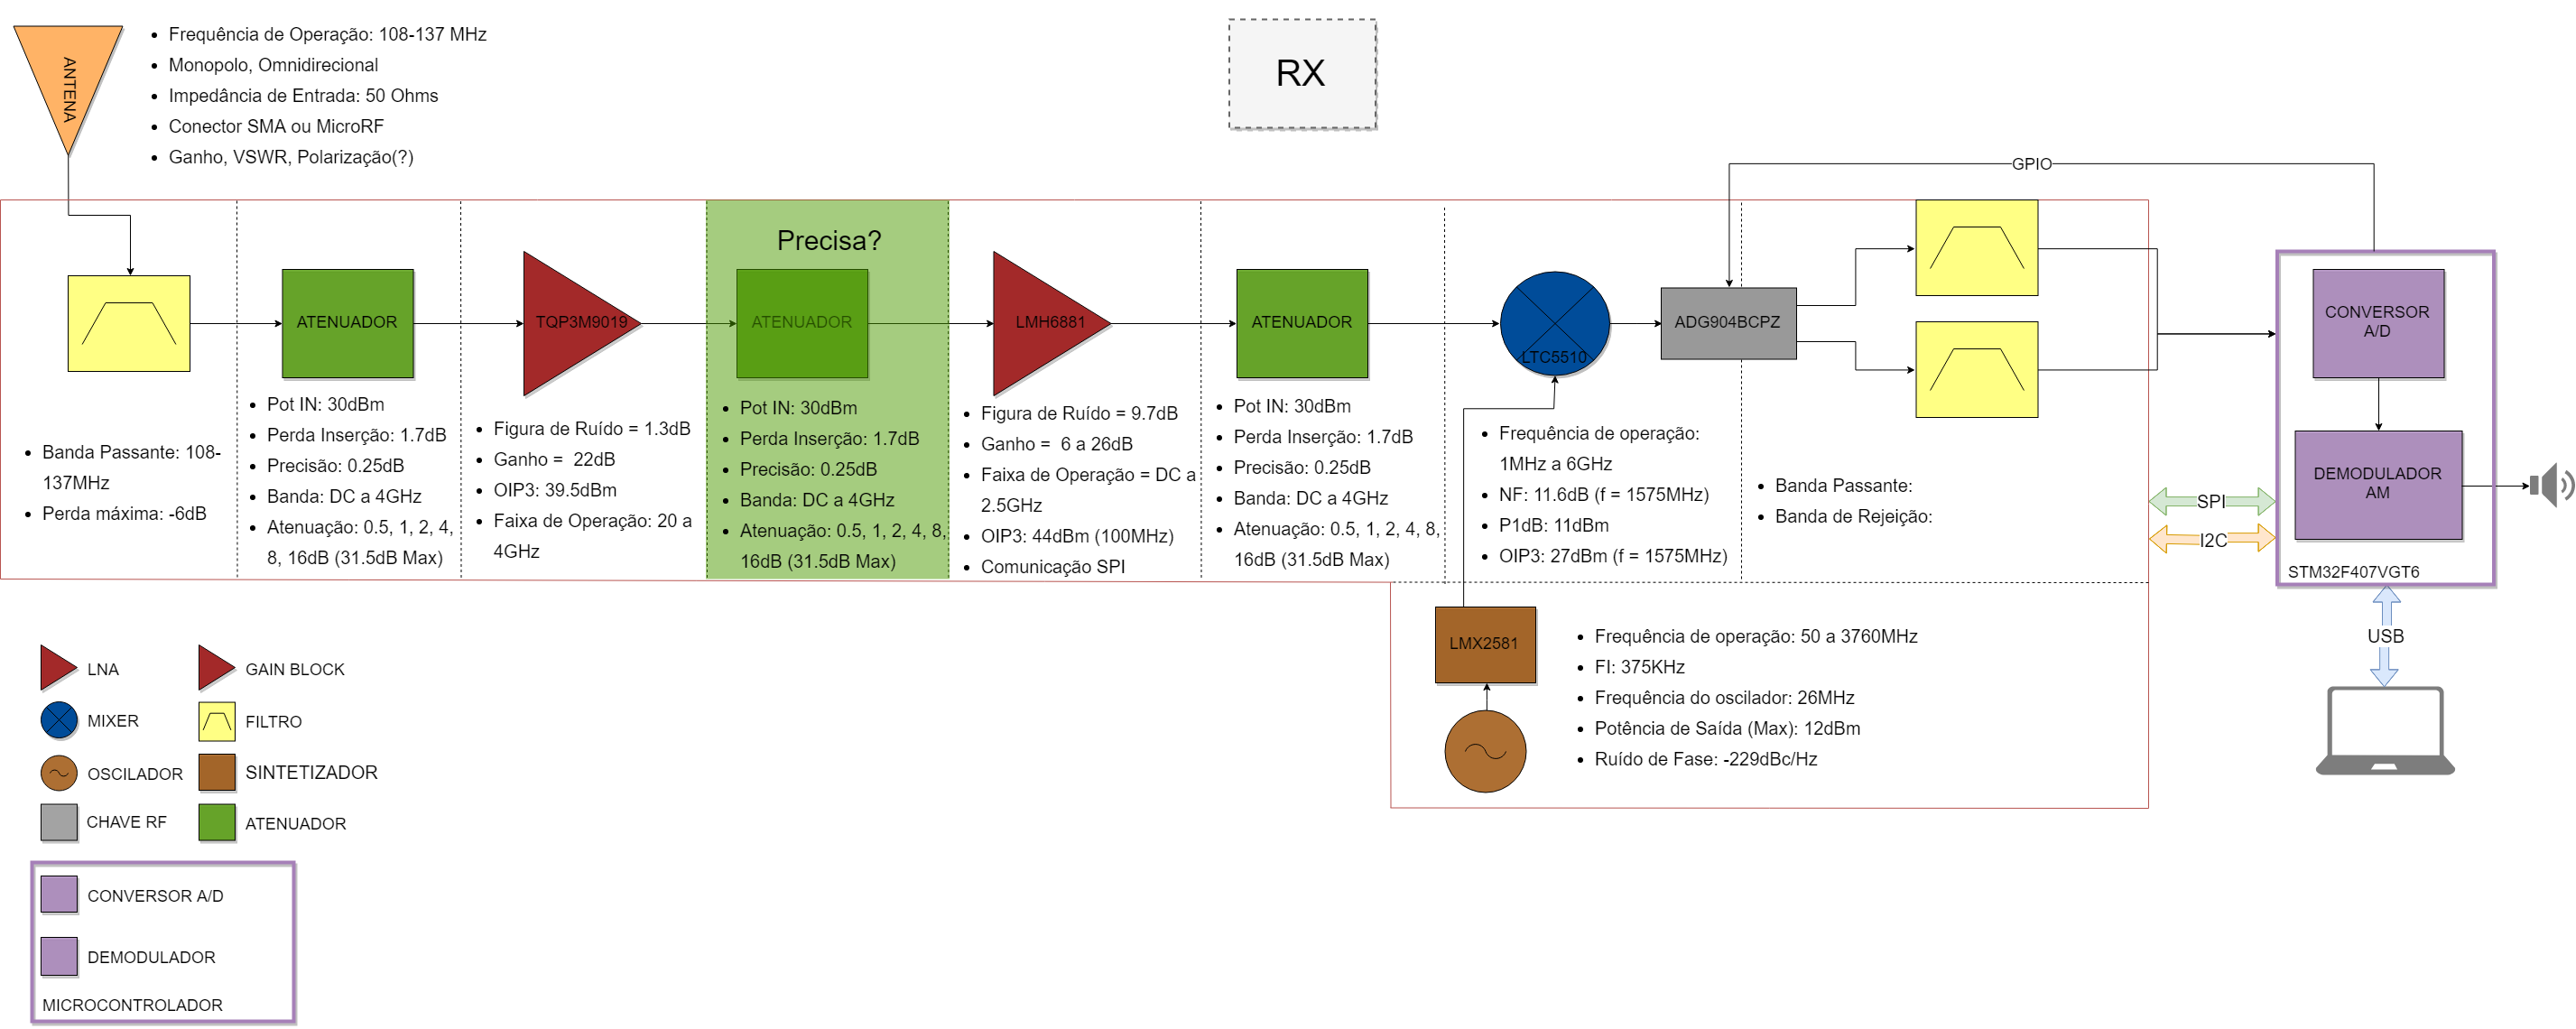 ANTENA
Frequência de Operação: 108-137 MHz
Monopolo, Omnidirecional
Impedância de Entrada: 50 Ohms
Conector SMA ou MicroRF
Ganho, VSWR, Polarização(?)
RX
GPIO
Banda Passante: 108-
137MHz
Perda máxima: -6dB
ATENUADOR
Pot IN: 30dBm
Perda Inserção: 1.7dB
Precisão: 0.25dB
Banda: DC a 4GHz
Atenuação: 0.5, 1, 2, 4,
8, 16dB (31.5dB Max)
TQP3M9019
Figura de Ruído = 1.3dB
Ganho = 22dB
OIP3: 39.5dBm
Faixa de Operação: 20 a
4GHz
Precisa?
ATENUADOR
Pot IN: 30dBm
Perda Inserção: 1.7dB
Precisão: 0.25dB
Banda: DC a 4GHz
Atenuação: 0.5, 1, 2, 4, 8,
16dB (31.5dB Max)
LMH6881
Figura de Ruído = 9.7dB
Ganho = 6 a 26dB
Faixa de Operação = DC a
2.5GHz
OIP3: 44dBm (100MHz)
Comunicação SPI
ATENUADOR
Pot IN: 30dBm
Perda Inserção: 1.7dB
Precisão: 0.25dB
Banda: DC a 4GHz
Atenuação: 0.5, 1, 2, 4, 8,
16dB (31.5dB Max)
LTC5510
Frequência de operação:
1MHz a 6GHz
NF: 11.6dB (f = 1575MHz)
P1dB: 11dBm
OIP3: 27dBm (f = 1575MHz)
ADG904BCPZ
Banda Passante:
Banda de Rejeição:
CONVERSOR
A/D
DEMODULADOR
AM
STM32F407VGT6
SPI
I2C
USB
LMX2581
Frequência de operação: 50 a 3760MHz
FI: 375KHz
Frequência do oscilador: 26MHz
Potência de Saída (Max): 12dBm
Ruído de Fase: -229dBc/Hz
LNA
GAIN BLOCK
MIXER
FILTRO
OSCILADOR
SINTETIZADOR
CHAVE RF
ATENUADOR
CONVERSOR A/D
DEMODULADOR
MICROCONTROLADOR